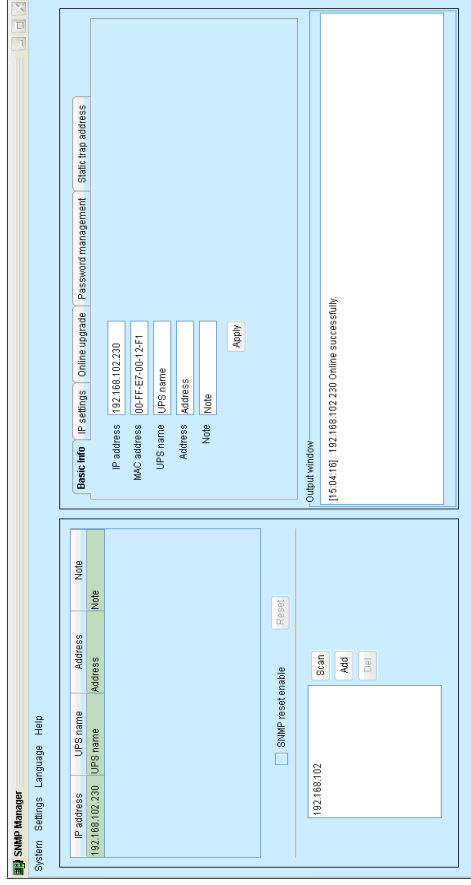 SNMP Manager
System Settings Language Help
IP address UPS name Address Note
192.168.102.230 UPS name Address Note
SNMP reset enable Reset
192.168.102
Scan
Add
Del
Basic Info IP settings Online upgrade Password management Static trap address
IP address 192.168.102.230
MAC address 00-FF-E7-00-12-F1
UPS name UPS name
Address Address
Note Note
Apply
Output window
[15:04:16] 192.168.102.230 Online successfully.